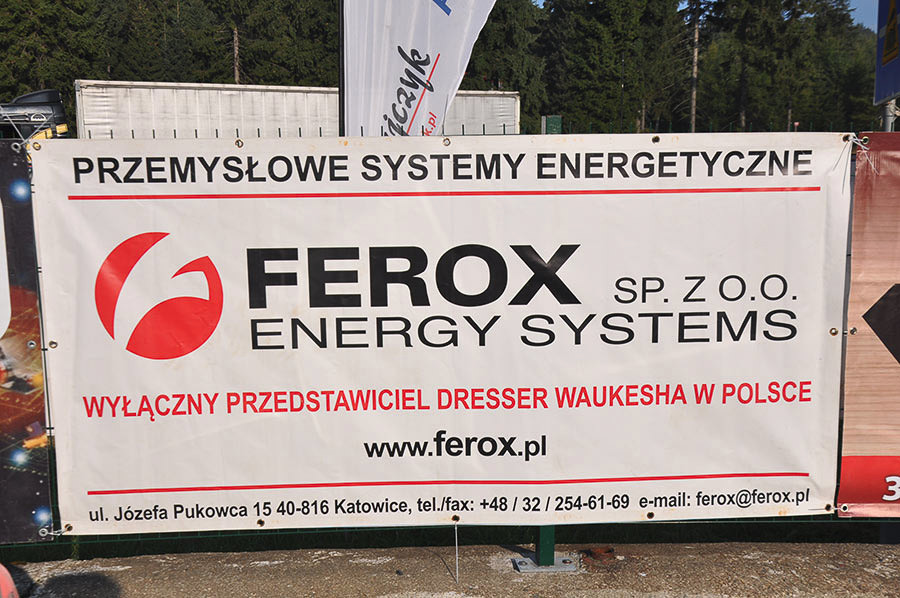 PRZEMYSŁOWE SYSTEMY ENERGETYCZNE
FEROX SP. Z O.O.
ENERGY SYSTEMS
WYŁĄCZNY PRZEDSTAWICIEL DRESSER WAUKESHA W POLSCE
www.ferox.pl
ul. Józefa Pukowca 15 40-816 Katowice, tel./fax: +48 / 32 / 254-61-69 e-mail: ferox@ferox.pl
3